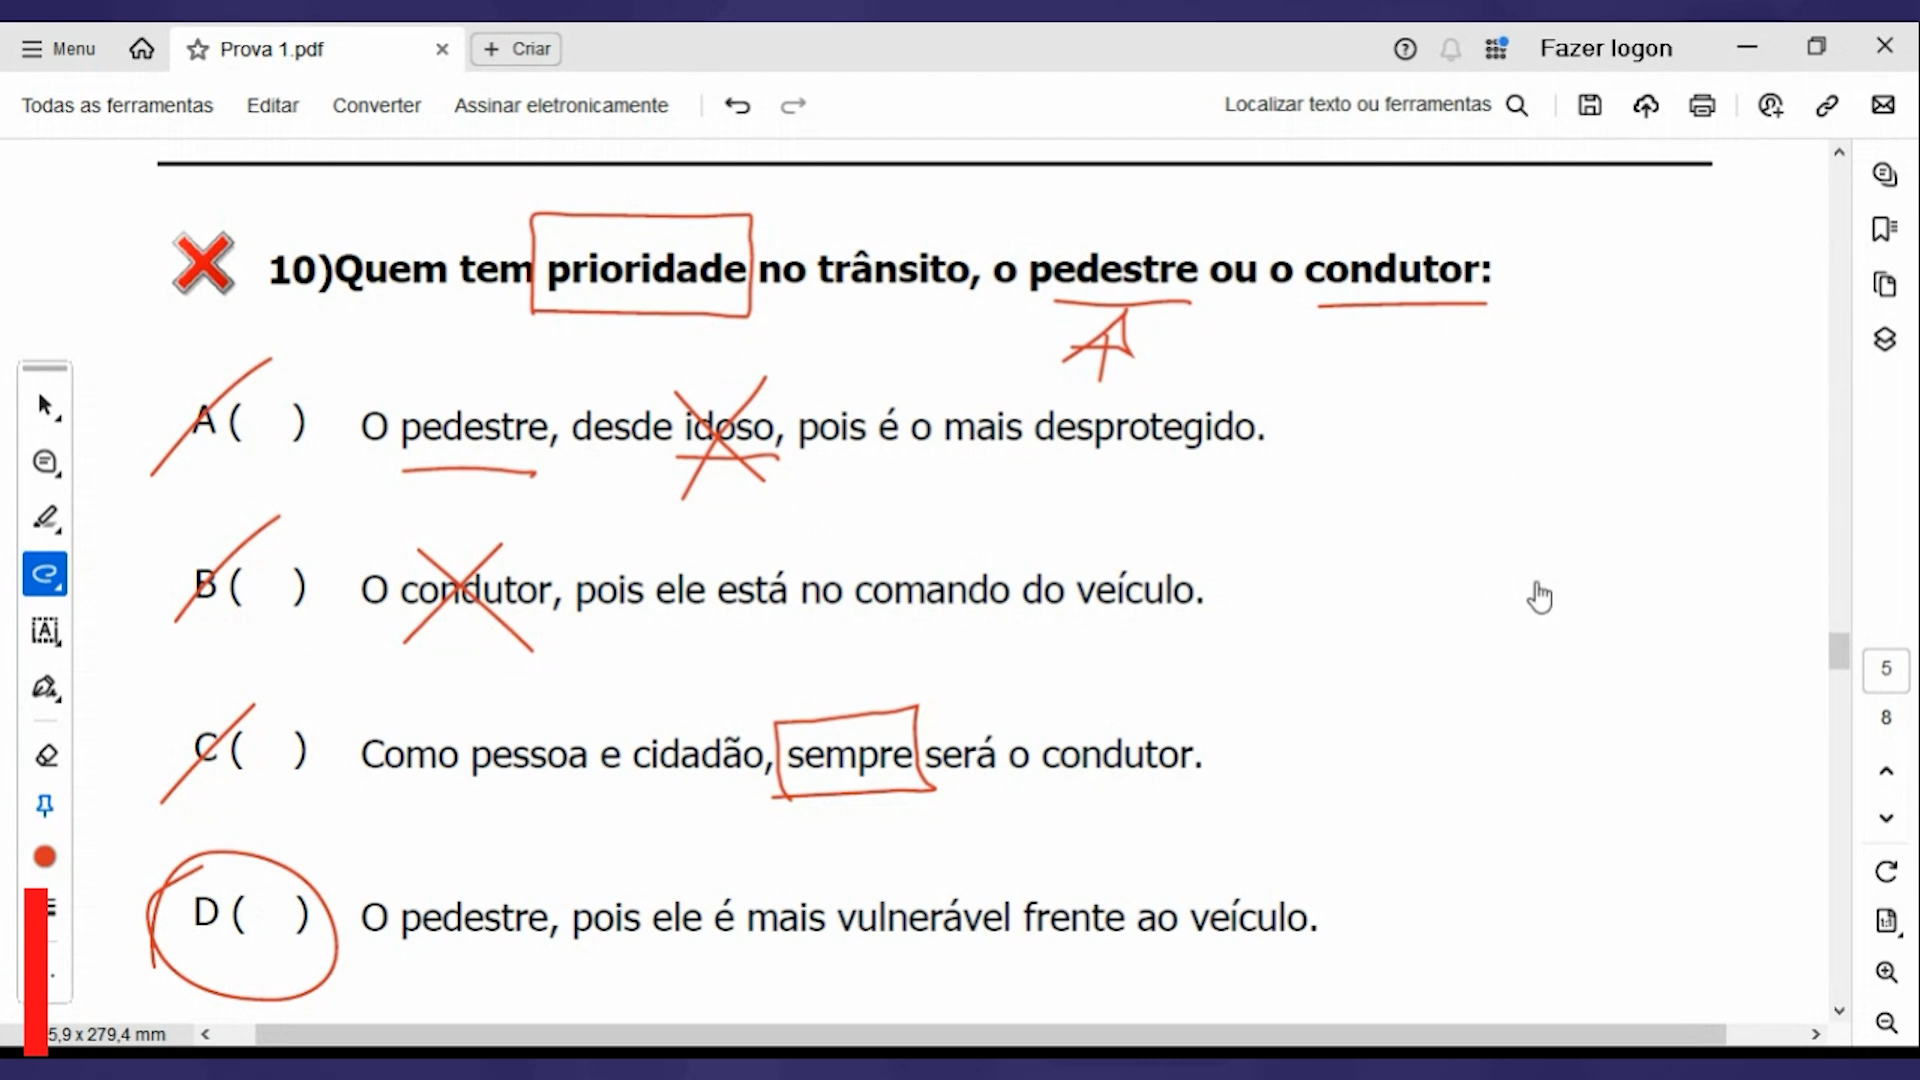 Menu
Prova 1.pdf
+ Criar
Fazer logon
Todas as ferramentas
Editar
Converter
Assinar eletronicamente
Localizar texto ou ferramentas
10)Quem tem prioridade no trânsito, o pedestre ou o condutor:
A ( ) O pedestre, desde idoso, pois é o mais desprotegido.
B ( ) O condutor, pois ele está no comando do veículo.
C ( ) Como pessoa e cidadão, sempre será o condutor.
D ( ) O pedestre, pois ele é mais vulnerável frente ao veículo.
5
8
5,9 x 279,4 mm